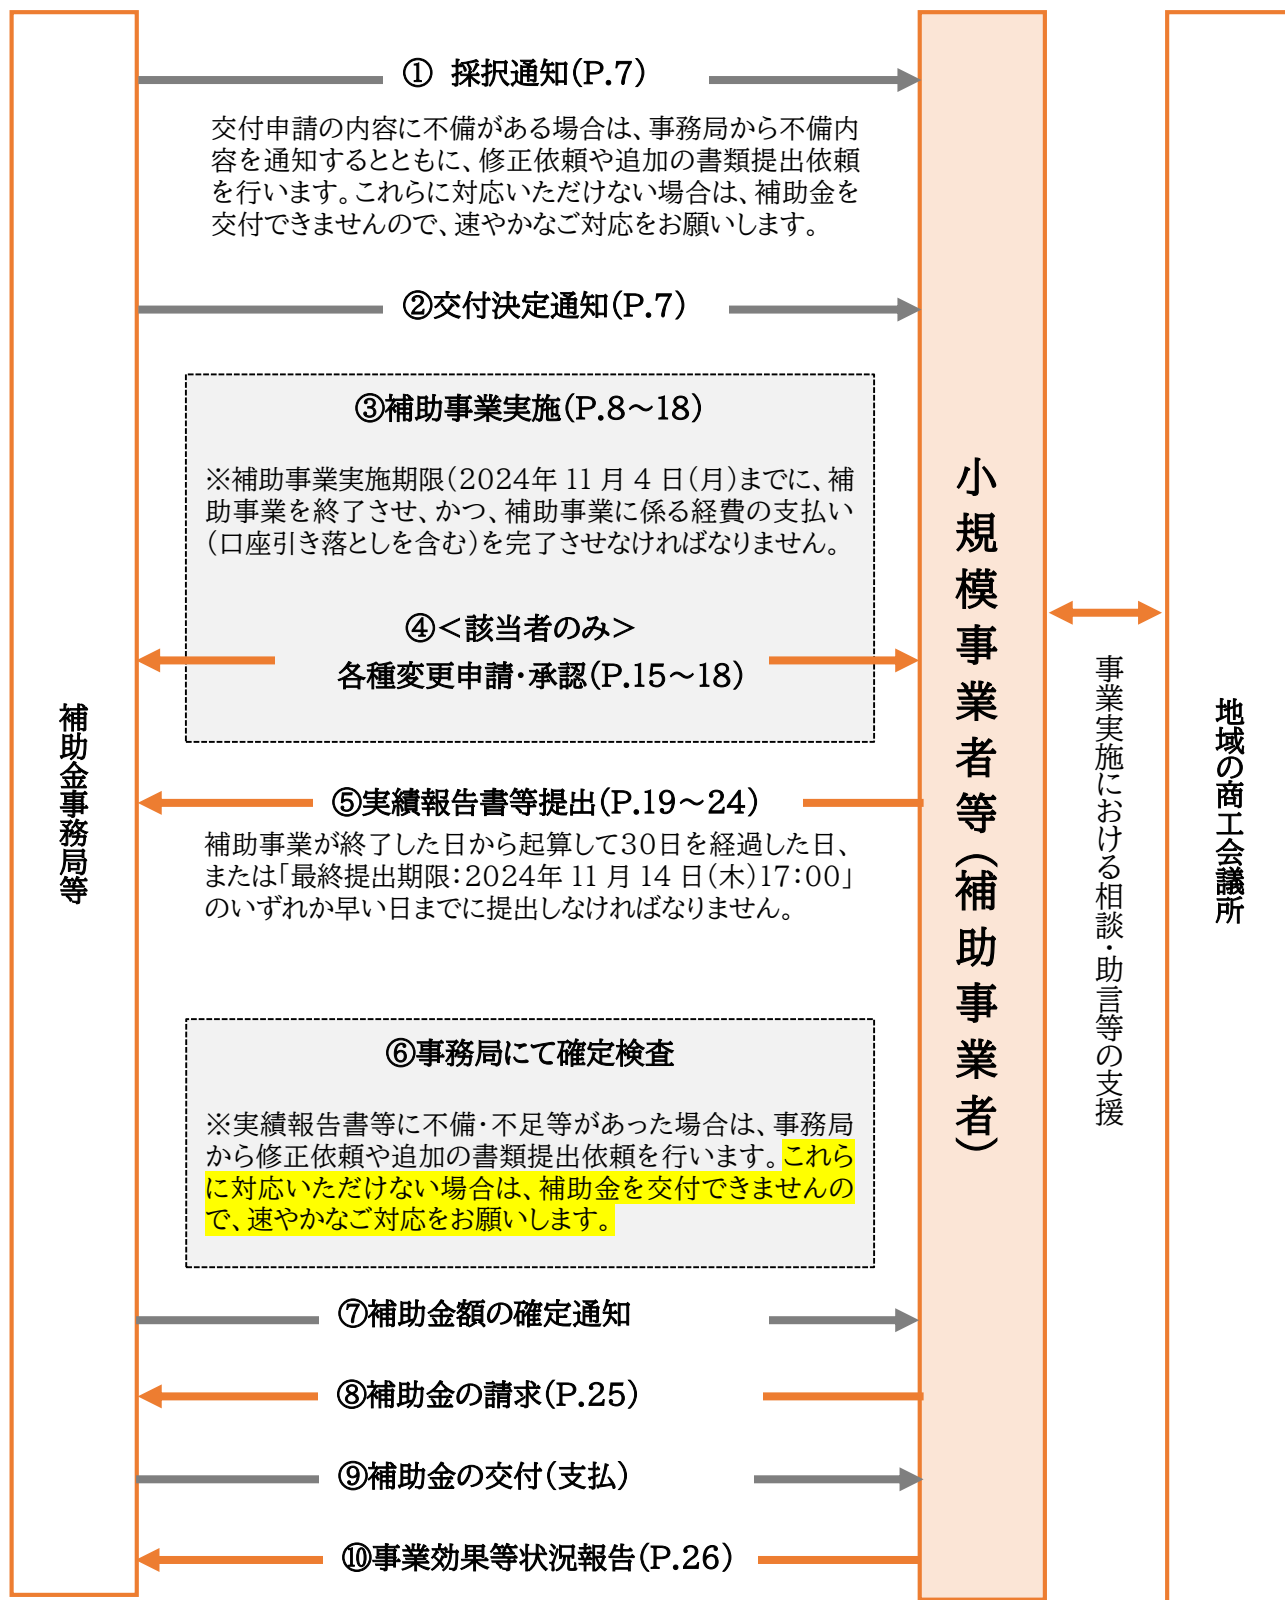 ① 採択通知(P.7)
交付申請の内容に不備がある場合は、事務局から不備内
容を通知するとともに、修正依頼や追加の書類提出依頼
を行います。これらに対応いただけない場合は、補助金を
交付できませんので、速やかなご対応をお願いします。
②交付決定通知(P.7)
③補助事業実施(P.8～18)
※補助事業実施期限(2024年 11 月 4 日(月)までに、補
助事業を終了させ、かつ、補助事業に係る経費の支払い
(口座引き落としを含む)を完了させなければなりません。
④＜該当者のみ＞
各種変更申請・承認(P.15～18)
⑤実績報告書等提出(P.19～24)
補助事業が終了した日から起算して30日を経過した日、
または「最終提出期限：2024年 11 月 14 日(木)17：00」
のいずれか早い日までに提出しなければなりません。
⑥事務局にて確定検査
※実績報告書等に不備・不足等があった場合は、事務局
から修正依頼や追加の書類提出依頼を行います。これら
に対応いただけない場合は、補助金を交付できませんの
で、速やかなご対応をお願いします。
⑦補助金額の確定通知
⑧補助金の請求(P.25)
⑨補助金の交付(支払)
⑩事業効果等状況報告(P.26)
補助金事務局等
小規模事業者等(補助事業者)
事業実施における相談・助言等の支援
地域の商工会議所